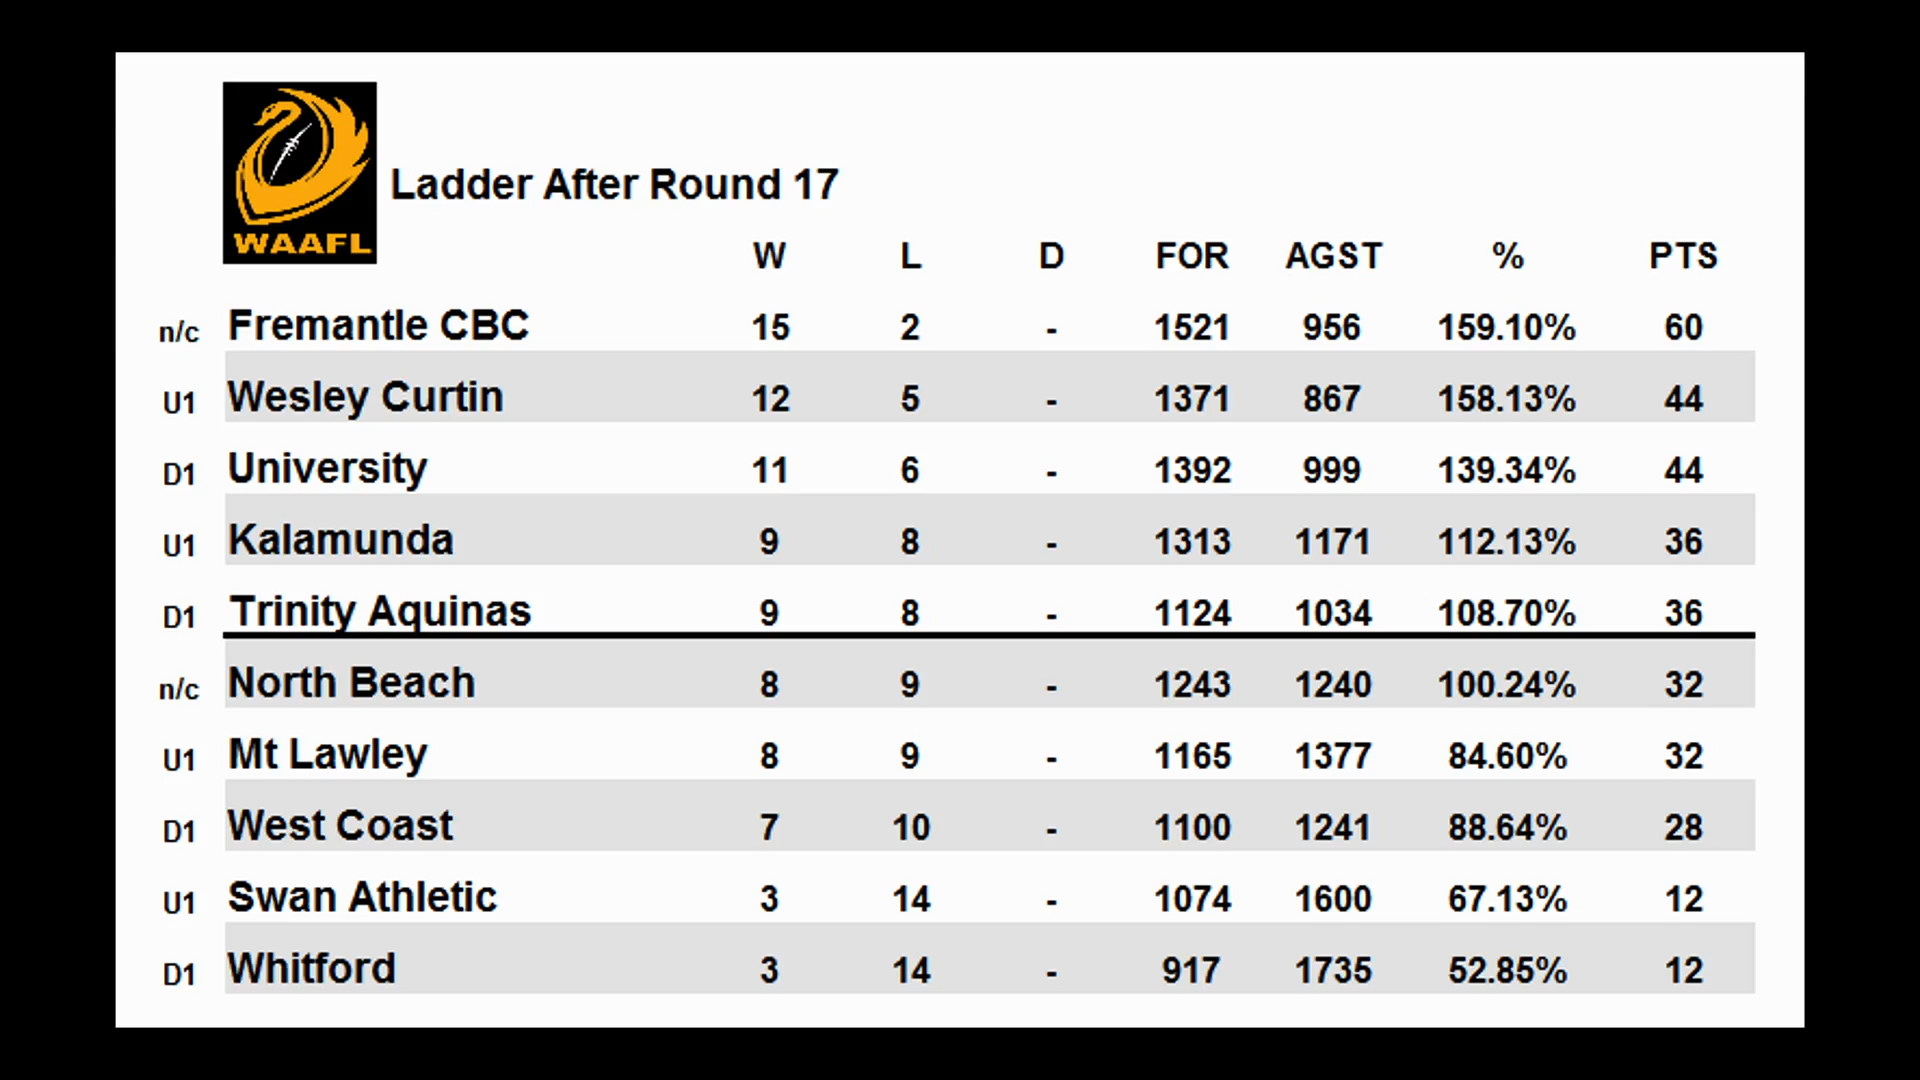 WAAFL
Ladder After Round 17
W L D FOR AGST % PTS
n/c Fremantle CBC 15 2 - 1521 956 159.10% 60
U1 Wesley Curtin 12 5 - 1371 867 158.13% 44
D1 University 11 6 - 1392 999 139.34% 44
U1 Kalamunda 9 8 - 1313 1171 112.13% 36
D1 Trinity Aquinas 9 8 - 1124 1034 108.70% 36
n/c North Beach 8 9 - 1243 1240 100.24% 32
U1 Mt Lawley 8 9 - 1165 1377 84.60% 32
D1 West Coast 7 10 - 1100 1241 88.64% 28
U1 Swan Athletic 3 14 - 1074 1600 67.13% 12
D1 Whitford 3 14 - 917 1735 52.85% 12